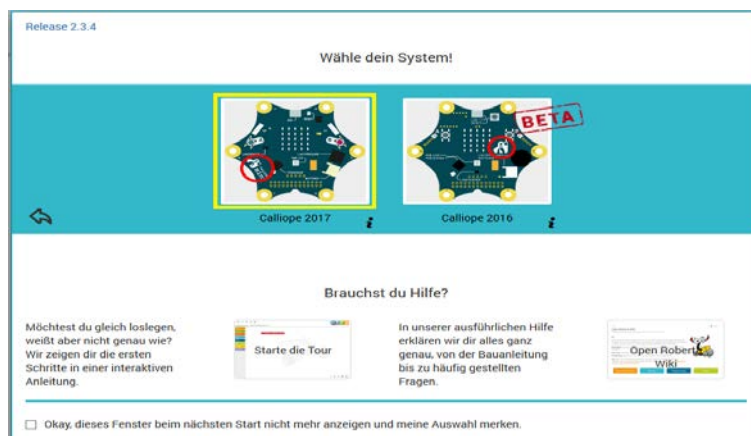 Release 2.3.4
Wähle dein System!
BETA
Calliope 2017
i
Calliope 2016
i
Brauchst du Hilfe?
Möchtest du gleich loslegen,
weißt aber nicht genau wie?
Wir zeigen dir die ersten
Schritte in einer interaktiven
Anleitung.
Starte die Tour
In unserer ausführlichen Hilfe
erklären wir dir alles ganz
genau, von der Bauanleitung
bis zu häufig gestellten
Fragen.
Open Roberta
Wiki
Okay, dieses Fenster beim nächsten Start nicht mehr anzeigen und meine Auswahl merken.